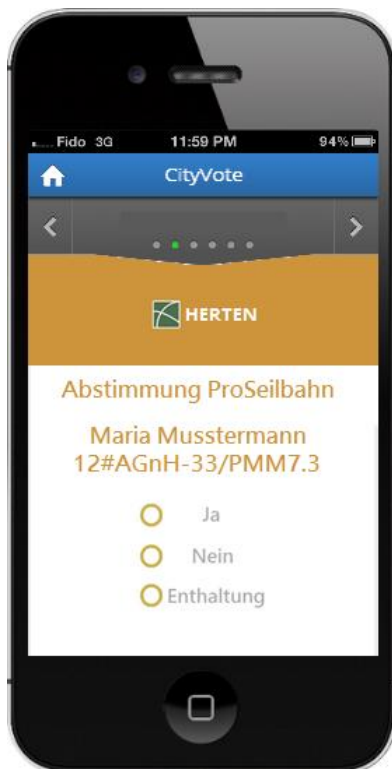 Fido 3G 11:59 PM 94%
CityVote
HERTEN
Abstimmung ProSeilbahn
Maria Musstermann
12#AGnH-33/PMM7.3
Ja
Nein
Enthaltung